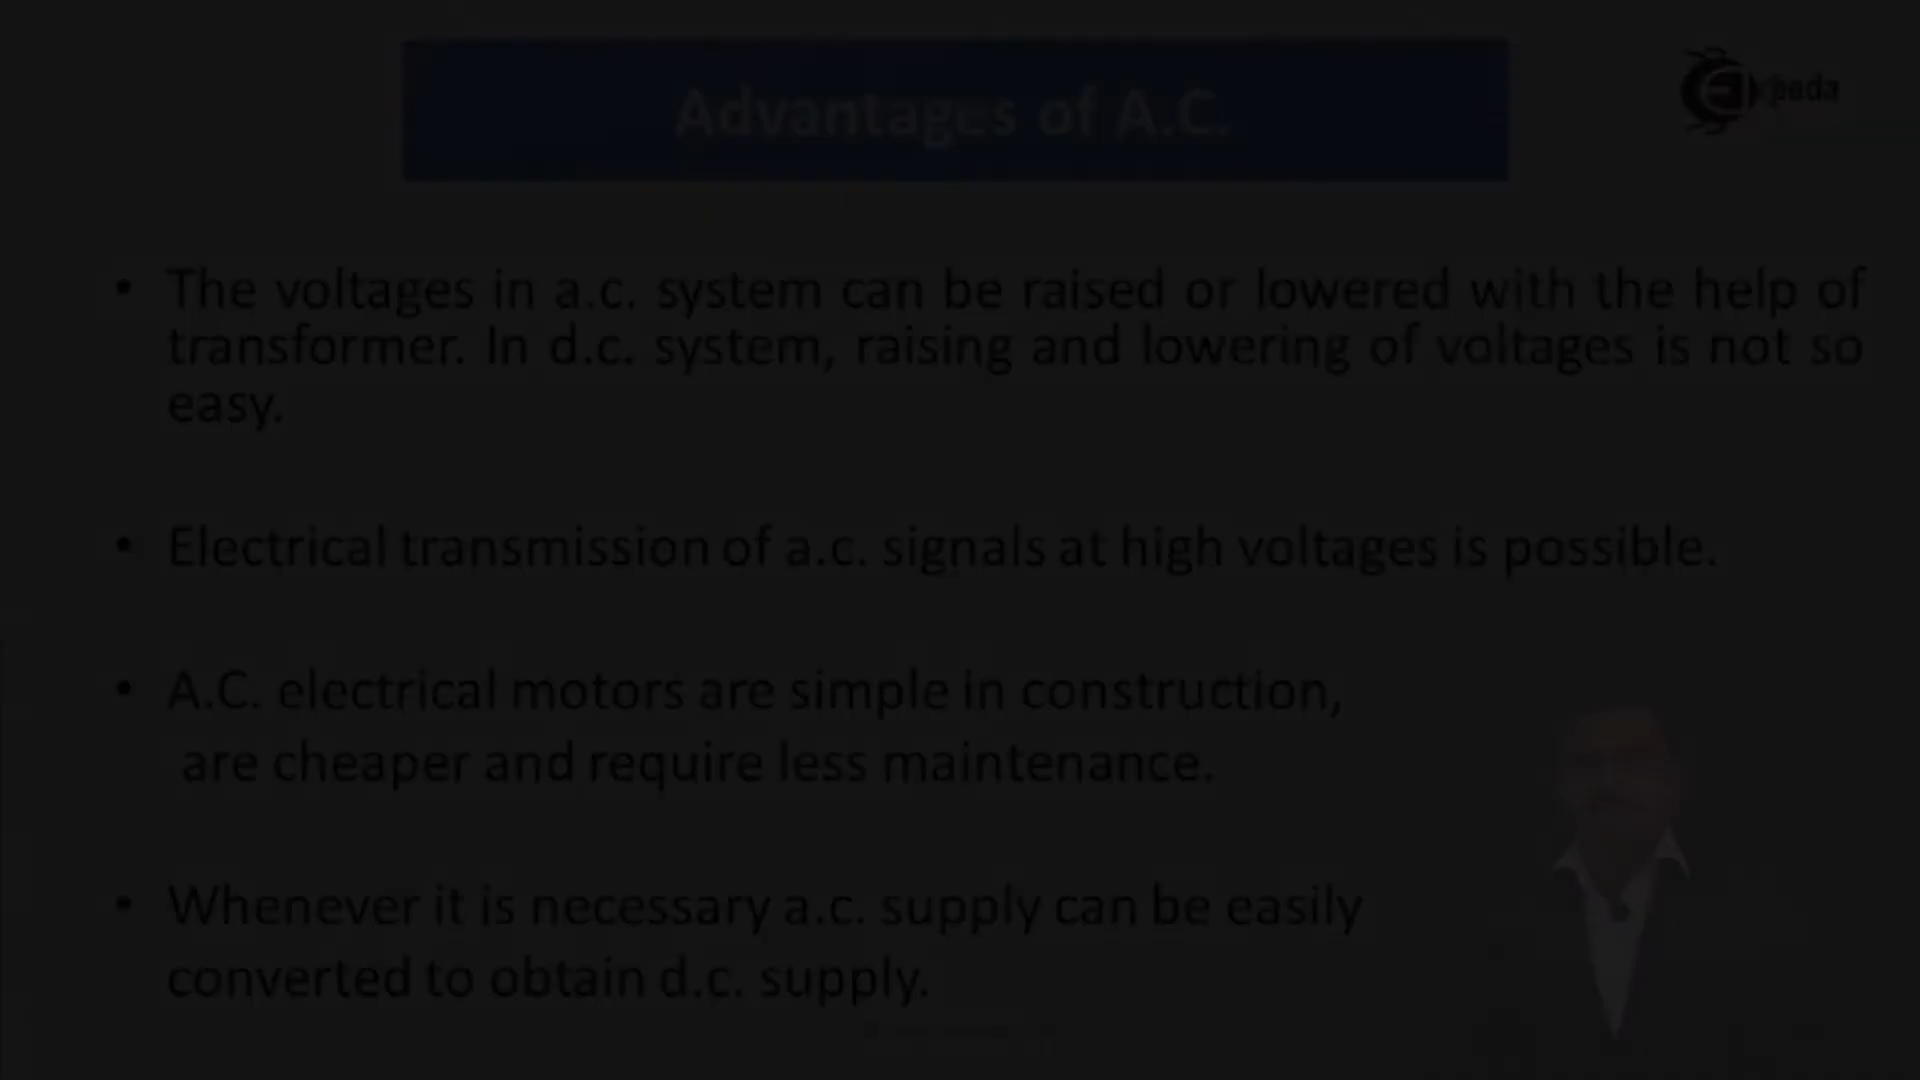 Advantages of A.C.
• The voltages in a.c. system can be raised or lowered with the help of
transformer. In d.c. system, raising and lowering of voltages is not so
easy.
• Electrical transmission of a.c. signals at high voltages is possible.
• A.C. electrical motors are simple in construction,
are cheaper and require less maintenance.
• Whenever it is necessary a.c. supply can be easily
converted to obtain d.c. supply.